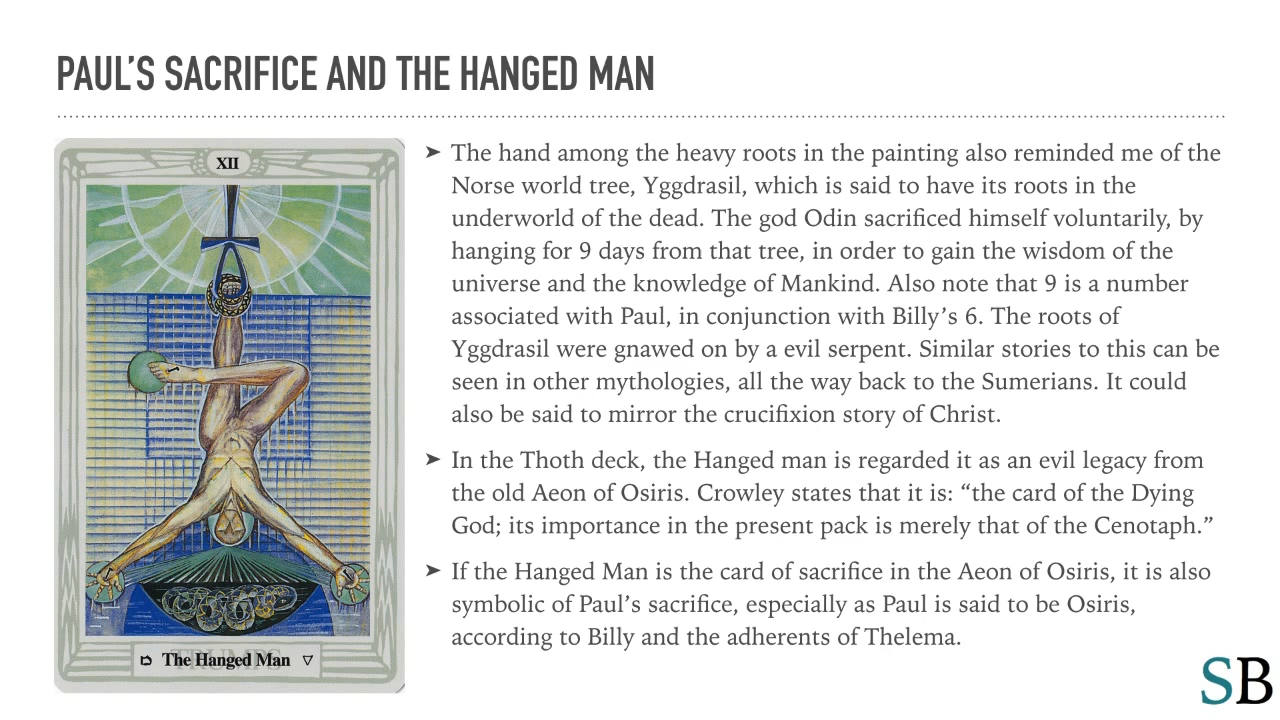 PAUL'S SACRIFICE AND THE HANGED MAN
XII
TRUMPS
The Hanged Man
➤ The hand among the heavy roots in the painting also reminded me of the
Norse world tree, Yggdrasil, which is said to have its roots in the
underworld of the dead. The god Odin sacrificed himself voluntarily, by
hanging for 9 days from that tree, in order to gain the wisdom of the
universe and the knowledge of Mankind. Also note that 9 is a number
associated with Paul, in conjunction with Billy's 6. The roots of
Yggdrasil were gnawed on by a evil serpent. Similar stories to this can be
seen in other mythologies, all the way back to the Sumerians. It could
also be said to mirror the crucifixion story of Christ.
➤ In the Thoth deck, the Hanged man is regarded it as an evil legacy from
the old Aeon of Osiris. Crowley states that it is: “the card of the Dying
God; its importance in the present pack is merely that of the Cenotaph.”
➤ If the Hanged Man is the card of sacrifice in the Aeon of Osiris, it is also
symbolic of Paul's sacrifice, especially as Paul is said to be Osiris,
according to Billy and the adherents of Thelema.
SB